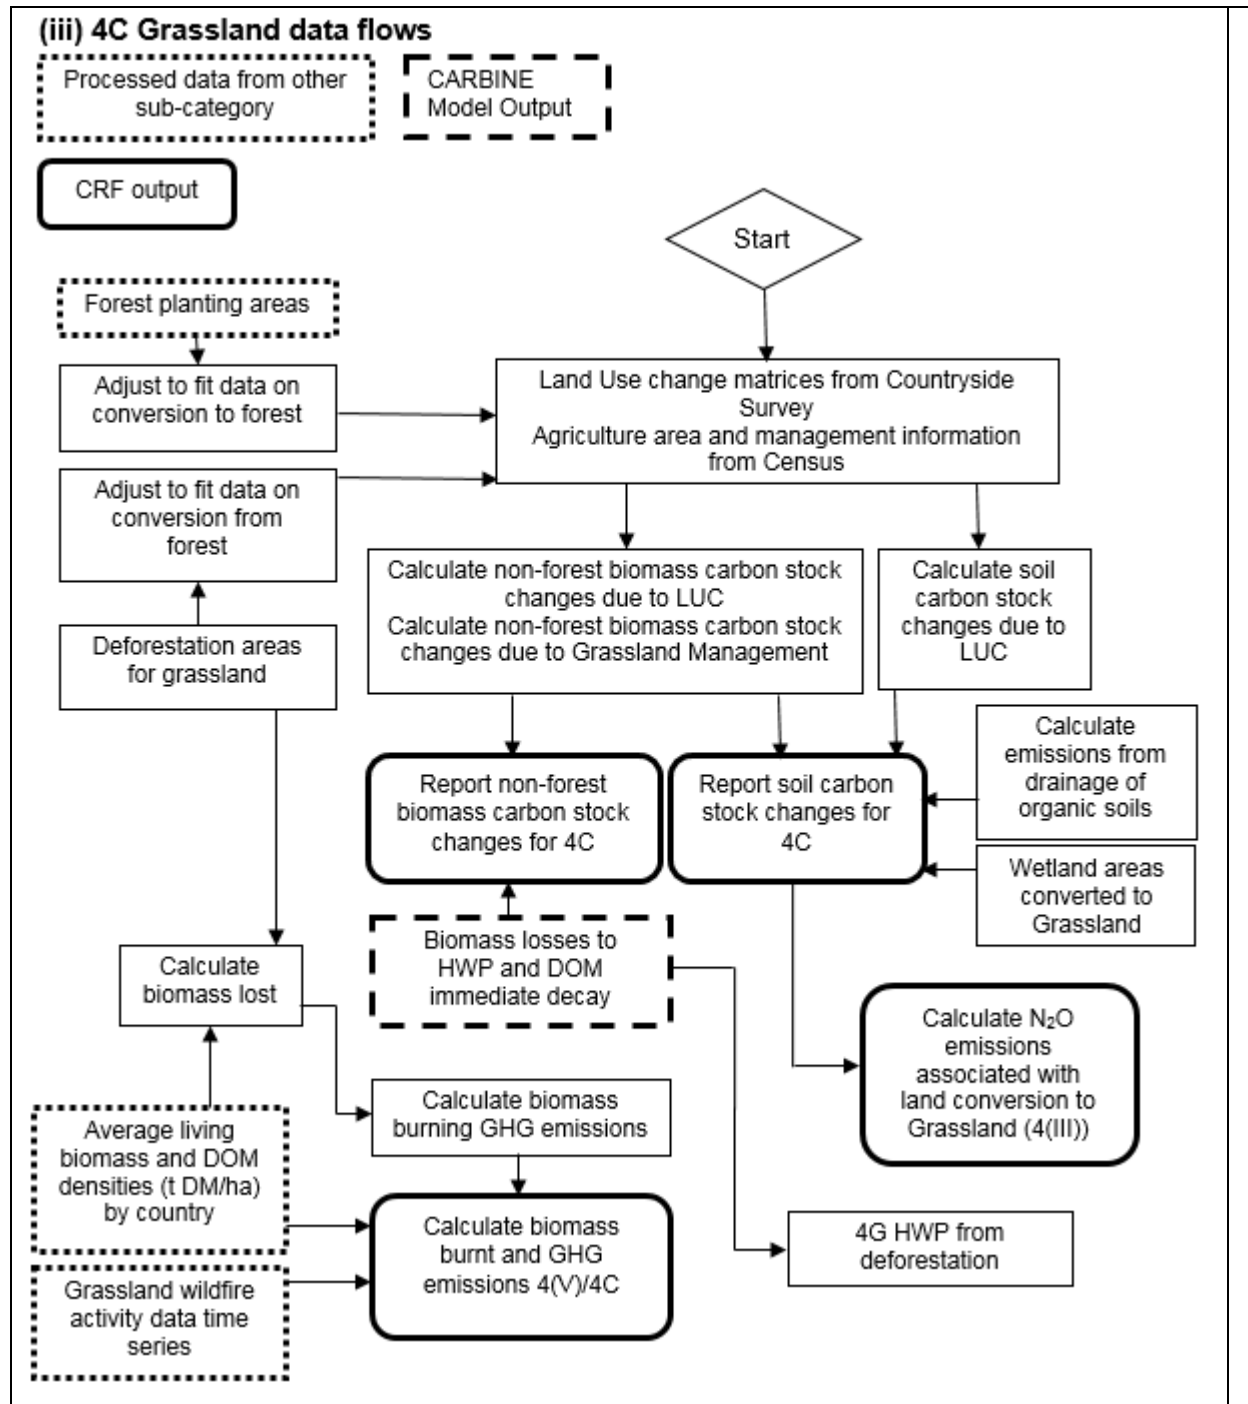 (iii) 4C Grassland data flows
Processed data from other
sub-category
CARBINE
Model Output
CRF output
Start
Forest planting areas
Adjust to fit data on
conversion to forest
Land Use change matrices from Countryside
Survey
Agriculture area and management information
from Census
Adjust to fit data on
conversion from
forest
Calculate non-forest biomass carbon stock
changes due to LUC
Calculate non-forest biomass carbon stock
changes due to Grassland Management
Calculate soil
carbon stock
changes due to
LUC
Deforestation areas
for grassland
Calculate
emissions from
drainage of
organic soils
Report non-forest
biomass carbon stock
changes for 4C
Report soil carbon
stock changes for
4C
Wetland areas
converted to
Grassland
Biomass losses to
HWP and DOM
immediate decay
Calculate
biomass lost
Calculate N₂O
emissions
associated with
land conversion to
Grassland (4(III))
Calculate biomass
burning GHG emissions
Average living
biomass and DOM
densities (t DM/ha)
by country
Calculate biomass
burnt and GHG
emissions 4(V)/4C
4G HWP from
deforestation
Grassland wildfire
activity data time
series